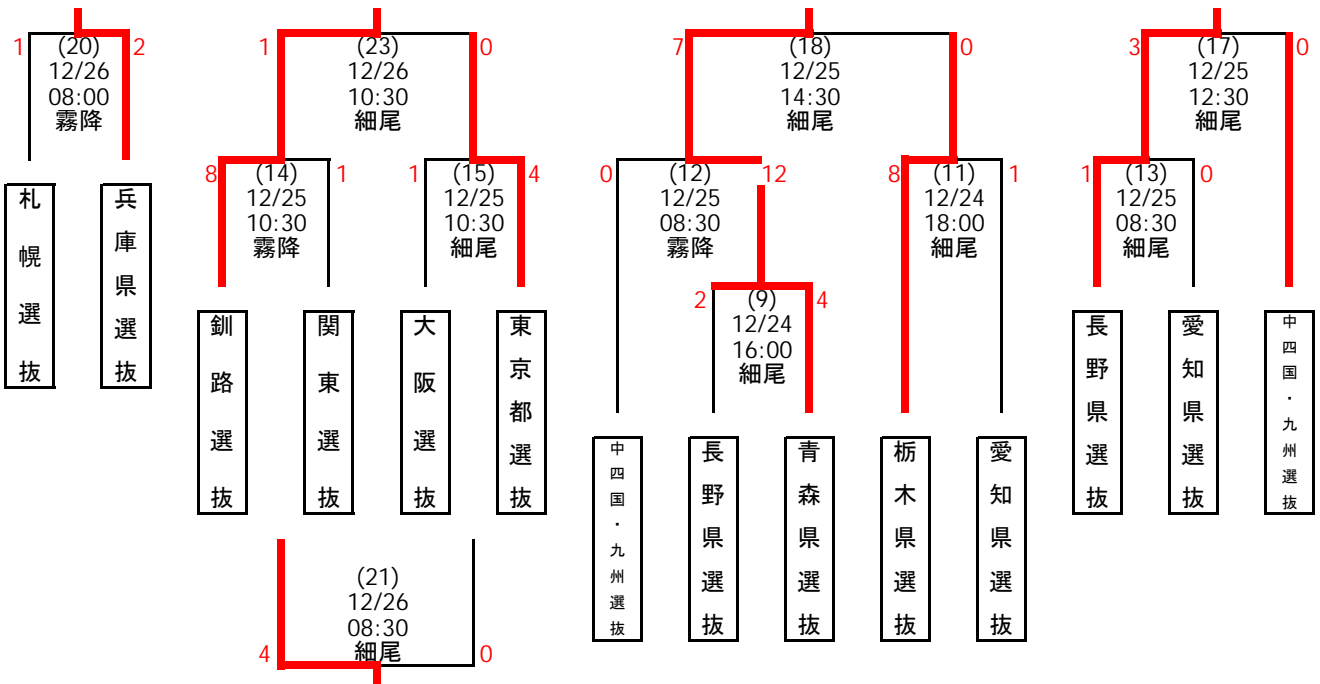 1
2
(20)
12/26
08:00
霧降
札幌選抜
兵庫県選抜
1
0
(23)
12/26
10:30
細尾
8
1
(14)
12/25
10:30
霧降
1
4
(15)
12/25
10:30
細尾
釧路選抜
関東選抜
大阪選抜
東京都選抜
(21)
12/26
08:30
細尾
4
0
7
0
(18)
12/25
14:30
細尾
0
12
(12)
12/25
08:30
霧降
8
1
(11)
12/24
18:00
細尾
2
4
(9)
12/24
16:00
細尾
中四国・九州選抜
長野県選抜
青森県選抜
栃木県選抜
愛知県選抜
3
0
(17)
12/25
12:30
細尾
1
0
(13)
12/25
08:30
細尾
長野県選抜
愛知県選抜
中四国・九州選抜